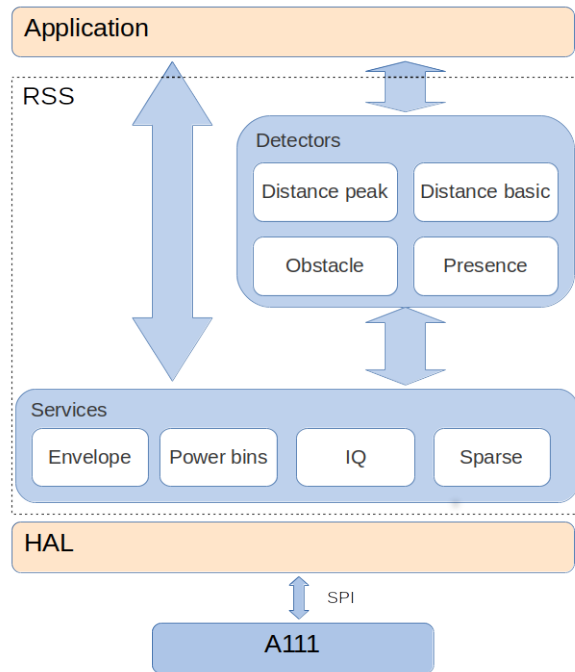 Application
RSS
Detectors
Distance peak
Distance basic
Obstacle
Presence
Services
Envelope
Power bins
IQ
Sparse
HAL
SPI
A111